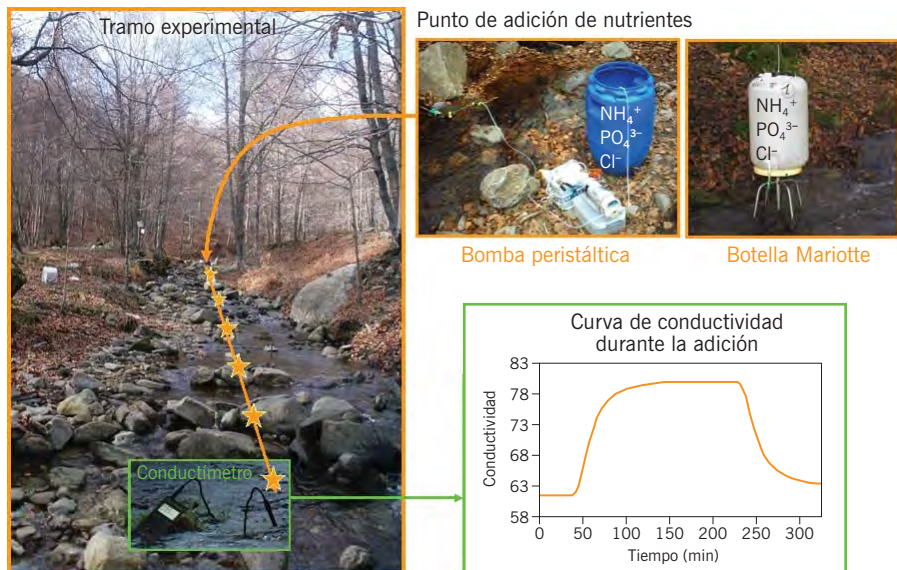 Tramo experimental
Punto de adición de nutrientes
NH₄⁺
PO₄³⁻
Cl⁻
NH₄⁺
PO₄³⁻
Cl⁻
Bomba peristáltica
Botella Mariotte
Conductímetro
Curva de conductividad
durante la adición
Conductividad
83
78
73
68
63
58
0 50 100 150 200 250 300
Tiempo (min)